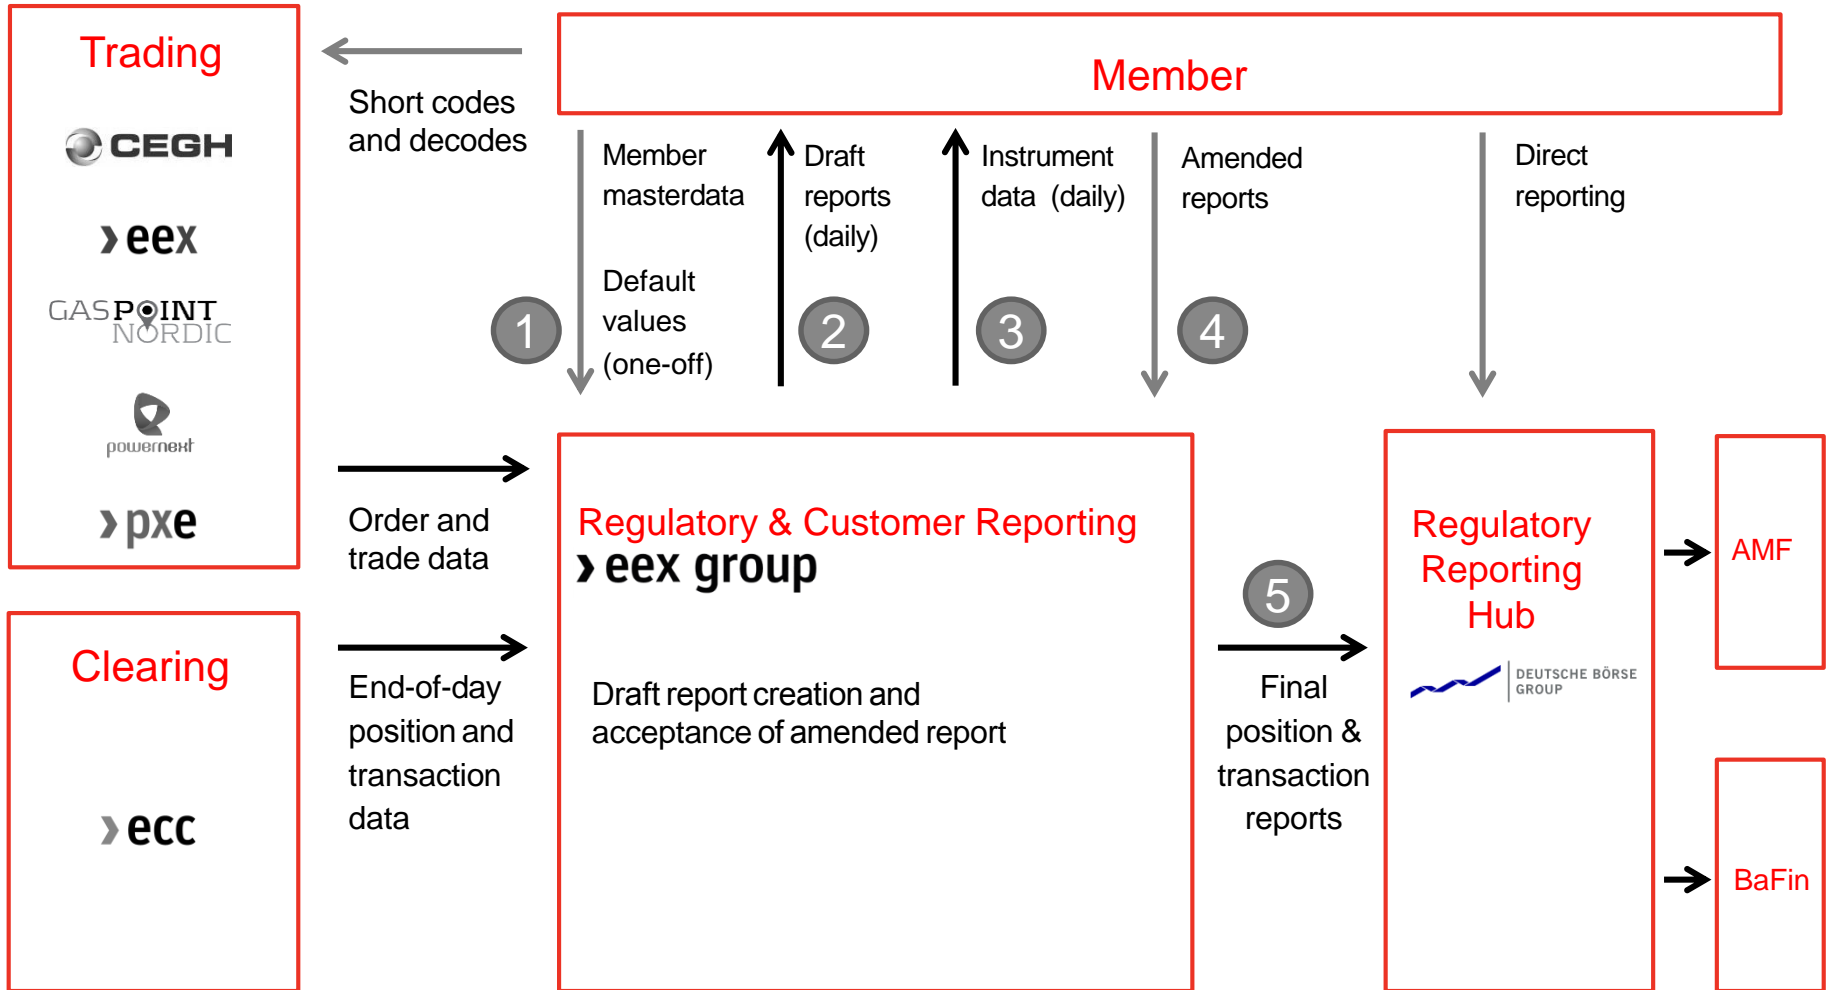 Trading
CEGH
eex
GASPOINT
NORDIC
powernext
pxe
Short codes
and decodes
Member
Member
masterdata
Default
values
(one-off)
1
Draft
reports
(daily)
2
Instrument
data (daily)
3
Amended
reports
4
Direct
reporting
Order and
trade data
Clearing
ecc
End-of-day
position and
transaction
data
Regulatory & Customer Reporting
eex group
Draft report creation and
acceptance of amended report
5
Final
position &
transaction
reports
Regulatory
Reporting
Hub
DEUTSCHE BÖRSE
GROUP
AMF
BaFin